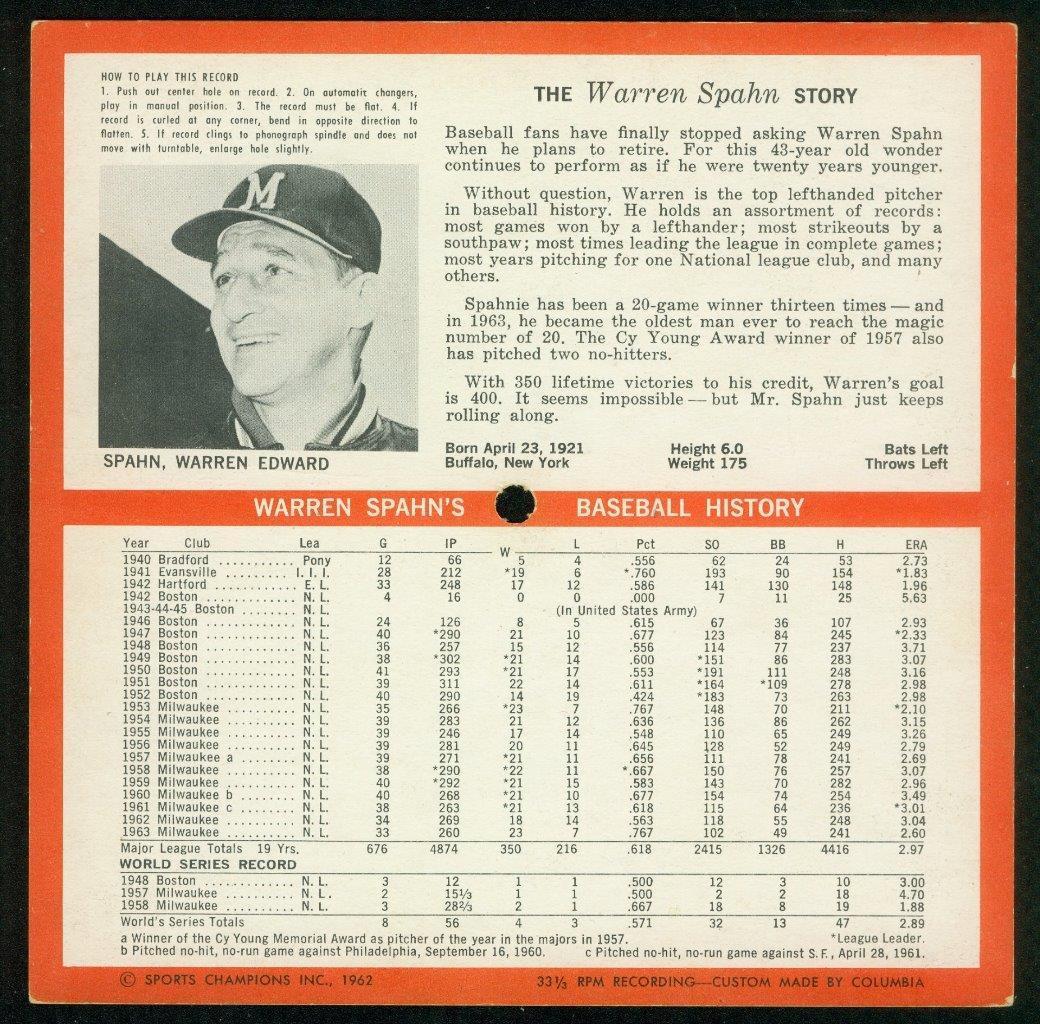 HOW TO PLAY THIS RECORD
1. Push out center hole on record. 2. On automatic changers,
play in manual position. 3. The record must be flat. 4. If
record is curled at any corner, bend in opposite direction to
flatten. 5. If record clings to phonograph spindle and does not
move with turntable, enlarge hole slightly.
M
SPAHN, WARREN EDWARD
THE Warren Spahn STORY
Baseball fans have finally stopped asking Warren Spahn
when he plans to retire. For this 43-year old wonder
continues to perform as if he were twenty years younger.
Without question, Warren is the top lefthanded pitcher
in baseball history. He holds an assortment of records:
most games won by a lefthander; most strikeouts by a
southpaw; most times leading the league in complete games;
most years pitching for one National league club, and many
others.
Spahnie has been a 20-game winner thirteen times — and
in 1963, he became the oldest man ever to reach the magic
number of 20. The Cy Young Award winner of 1957 also
has pitched two no-hitters.
With 350 lifetime victories to his credit, Warren's goal
is 400. It seems impossible — but Mr. Spahn just keeps
rolling along.
Born April 23, 1921 Height 6.0 Bats Left
Buffalo, New York Weight 175 Throws Left
WARREN SPAHN'S BASEBALL HISTORY
Year Club Lea G IP W L Pct SO BB H ERA
1940 Bradford ........... Pony 12 66 5 4 .556 62 24 53 2.73
1941 Evansville ......... I. I. I. 28 212 *19 6 *.760 193 90 154 *1.83
1942 Hartford ............ E. L. 33 248 17 12 .586 141 130 148 1.96
1942 Boston ............. N. L. 4 16 0 0 .000 7 11 25 5.63
1943-44-45 Boston ........ N. L. (In United States Army)
1946 Boston ............. N. L. 24 126 8 5 .615 67 36 107 2.93
1947 Boston ............. N. L. 40 *290 21 10 .677 123 84 245 *2.33
1948 Boston ............. N. L. 36 257 15 12 .556 114 77 237 3.71
1949 Boston ............. N. L. 38 *302 *21 14 .600 *151 86 283 3.07
1950 Boston ............. N. L. 41 293 *21 17 .553 *191 111 248 3.16
1951 Boston ............. N. L. 39 311 22 14 .611 *164 *109 278 2.98
1952 Boston ............. N. L. 40 290 14 19 .424 *183 73 263 2.98
1953 Milwaukee .......... N. L. 35 266 *23 7 .767 148 70 211 *2.10
1954 Milwaukee .......... N. L. 39 283 21 12 .636 136 86 262 3.15
1955 Milwaukee .......... N. L. 39 246 17 14 .548 110 65 249 3.26
1956 Milwaukee .......... N. L. 39 281 20 11 .645 128 52 249 2.79
1957 Milwaukee a ........ N. L. 39 271 *21 11 .656 111 78 241 2.69
1958 Milwaukee .......... N. L. 38 *290 *22 11 *.667 150 76 257 3.07
1959 Milwaukee .......... N. L. 40 *292 *21 15 .583 143 70 282 2.96
1960 Milwaukee b ........ N. L. 40 268 *21 10 .677 154 74 254 3.49
1961 Milwaukee c ........ N. L. 38 263 *21 13 .618 115 64 236 *3.01
1962 Milwaukee .......... N. L. 34 269 18 14 .563 118 55 248 3.04
1963 Milwaukee .......... N. L. 33 260 23 7 .767 102 49 241 2.60
Major League Totals 19 Yrs. 676 4874 350 216 .618 2415 1326 4416 2.97
WORLD SERIES RECORD
1948 Boston ............. N. L. 3 12 1 1 .500 12 3 10 3.00
1957 Milwaukee .......... N. L. 2 15⅓ 1 1 .500 2 2 18 4.70
1958 Milwaukee .......... N. L. 3 28⅔ 2 1 .667 18 8 19 1.88
World's Series Totals 8 56 4 3 .571 32 13 47 2.89
a Winner of the Cy Young Memorial Award as pitcher of the year in the majors in 1957. *League Leader.
b Pitched no-hit, no-run game against Philadelphia, September 16, 1960. c Pitched no-hit, no-run game against S. F., April 28, 1961.
© SPORTS CHAMPIONS INC., 1962 33⅓ RPM RECORDING—CUSTOM MADE BY COLUMBIA